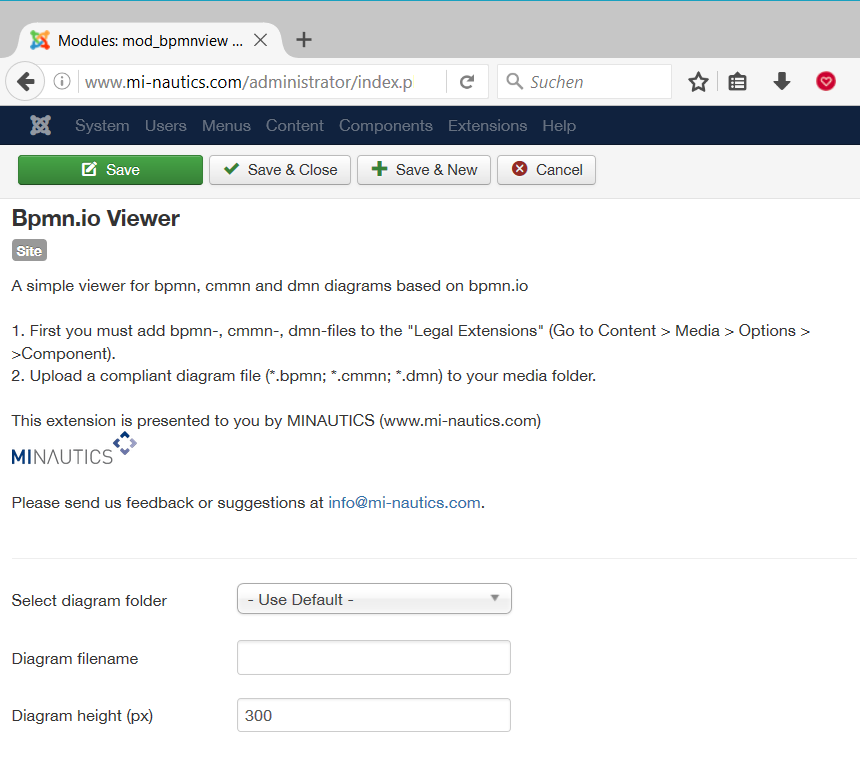 Modules: mod_bpmnview ...
www.mi-nautics.com/administrator/index.p
Suchen
System Users Menus Content Components Extensions Help
Save Save & Close Save & New Cancel
Bpmn.io Viewer
Site
A simple viewer for bpmn, cmmn and dmn diagrams based on bpmn.io
1. First you must add bpmn-, cmmn-, dmn-files to the "Legal Extensions" (Go to Content > Media > Options >
>Component).
2. Upload a compliant diagram file (*.bpmn; *.cmmn; *.dmn) to your media folder.
This extension is presented to you by MINAUTICS (www.mi-nautics.com)
MINAUTICS
Please send us feedback or suggestions at info@mi-nautics.com.
Select diagram folder - Use Default -
Diagram filename
Diagram height (px) 300